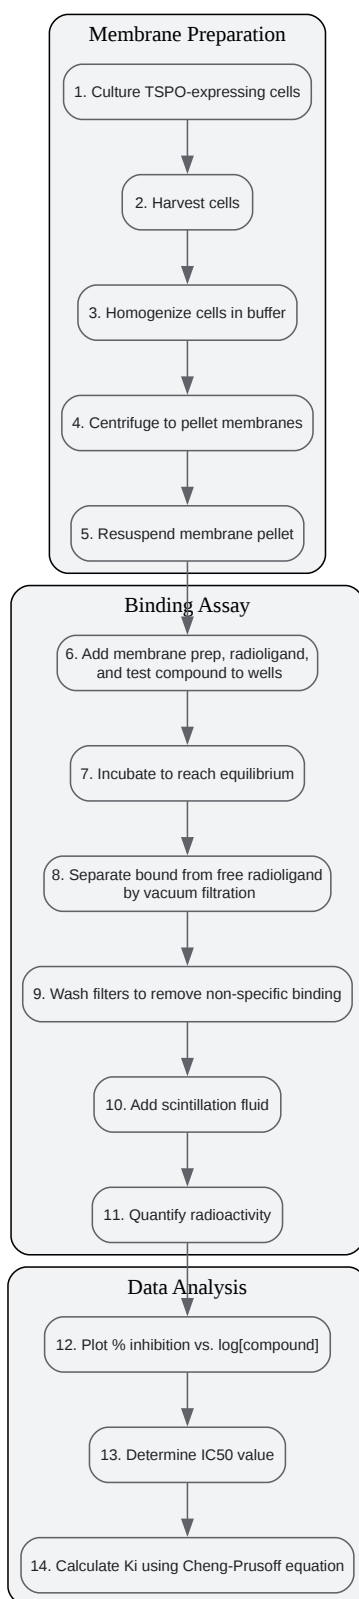 Membrane Preparation
1. Culture TSPO-expressing cells
2. Harvest cells
3. Homogenize cells in buffer
4. Centrifuge to pellet membranes
5. Resuspend membrane pellet
Binding Assay
6. Add membrane prep, radioligand,
and test compound to wells
7. Incubate to reach equilibrium
8. Separate bound from free radioligand
by vacuum filtration
9. Wash filters to remove non-specific binding
10. Add scintillation fluid
11. Quantify radioactivity
Data Analysis
12. Plot % inhibition vs. log[compound]
13. Determine IC50 value
14. Calculate Ki using Cheng-Prusoff equation